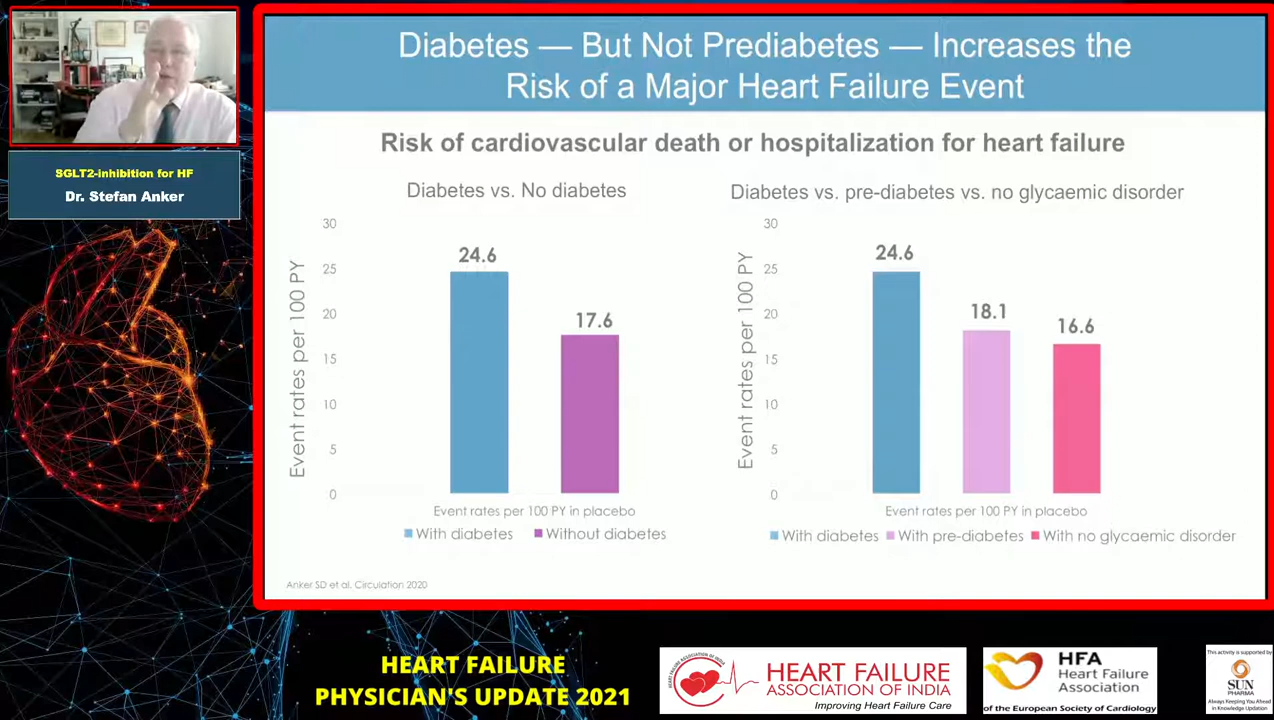 SGLT2-inhibition for HF
Dr. Stefan Anker
Diabetes — But Not Prediabetes — Increases the
Risk of a Major Heart Failure Event
Risk of cardiovascular death or hospitalization for heart failure
Diabetes vs. No diabetes
30
25
20
15
10
5
0
Event rates per 100 PY
24.6
17.6
Event rates per 100 PY in placebo
With diabetes
Without diabetes
Diabetes vs. pre-diabetes vs. no glycaemic disorder
30
25
20
15
10
5
0
Event rates per 100 PY
24.6
18.1
16.6
Event rates per 100 PY in placebo
With diabetes
With pre-diabetes
With no glycaemic disorder
Anker SD et al. Circulation 2020
HEART FAILURE
PHYSICIAN'S UPDATE 2021
HEART FAILURE ASSOCIATION OF INDIA
HEART FAILURE
ASSOCIATION OF INDIA
Improving Heart Failure Care
HFA
Heart Failure
Association
of the European Society of Cardiology
This activity is supported by
SUN
PHARMA
Always Keeping You Ahead
in Knowledge Updation